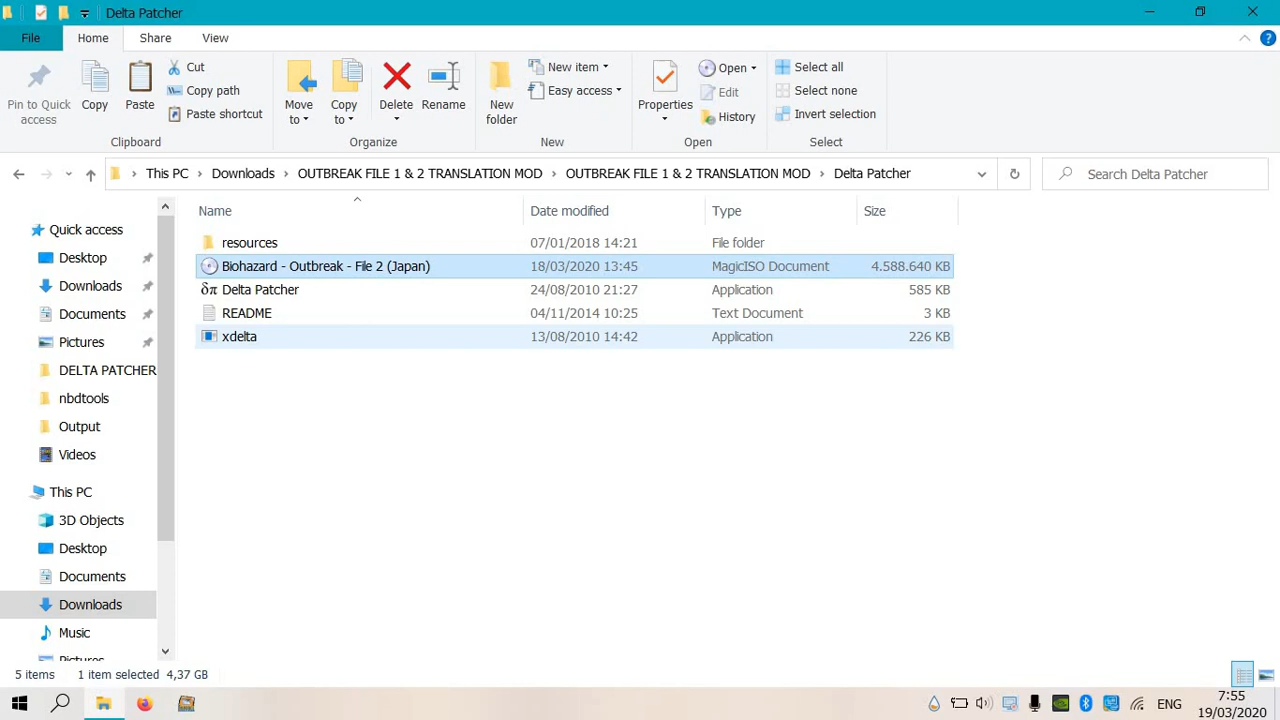 Delta Patcher
File Home Share View
Pin to Quick access
Copy
Paste
Cut
Copy path
Paste shortcut
Clipboard
Move to
Copy to
Delete
Rename
Organize
New folder
New item
Easy access
New
Properties
Open
Edit
History
Open
Select all
Select none
Invert selection
Select
This PC Downloads OUTBREAK FILE 1 & 2 TRANSLATION MOD OUTBREAK FILE 1 & 2 TRANSLATION MOD Delta Patcher
Search Delta Patcher
Name Date modified Type Size
resources 07/01/2018 14:21 File folder
Biohazard - Outbreak - File 2 (Japan) 18/03/2020 13:45 MagicISO Document 4.588.640 KB
δπ Delta Patcher 24/08/2010 21:27 Application 585 KB
README 04/11/2014 10:25 Text Document 3 KB
xdelta 13/08/2010 14:42 Application 226 KB
Quick access
Desktop
Downloads
Documents
Pictures
DELTA PATCHER
nbdtools
Output
Videos
This PC
3D Objects
Desktop
Documents
Downloads
Music
Pictures
5 items 1 item selected 4,37 GB
ENG
7:55
19/03/2020